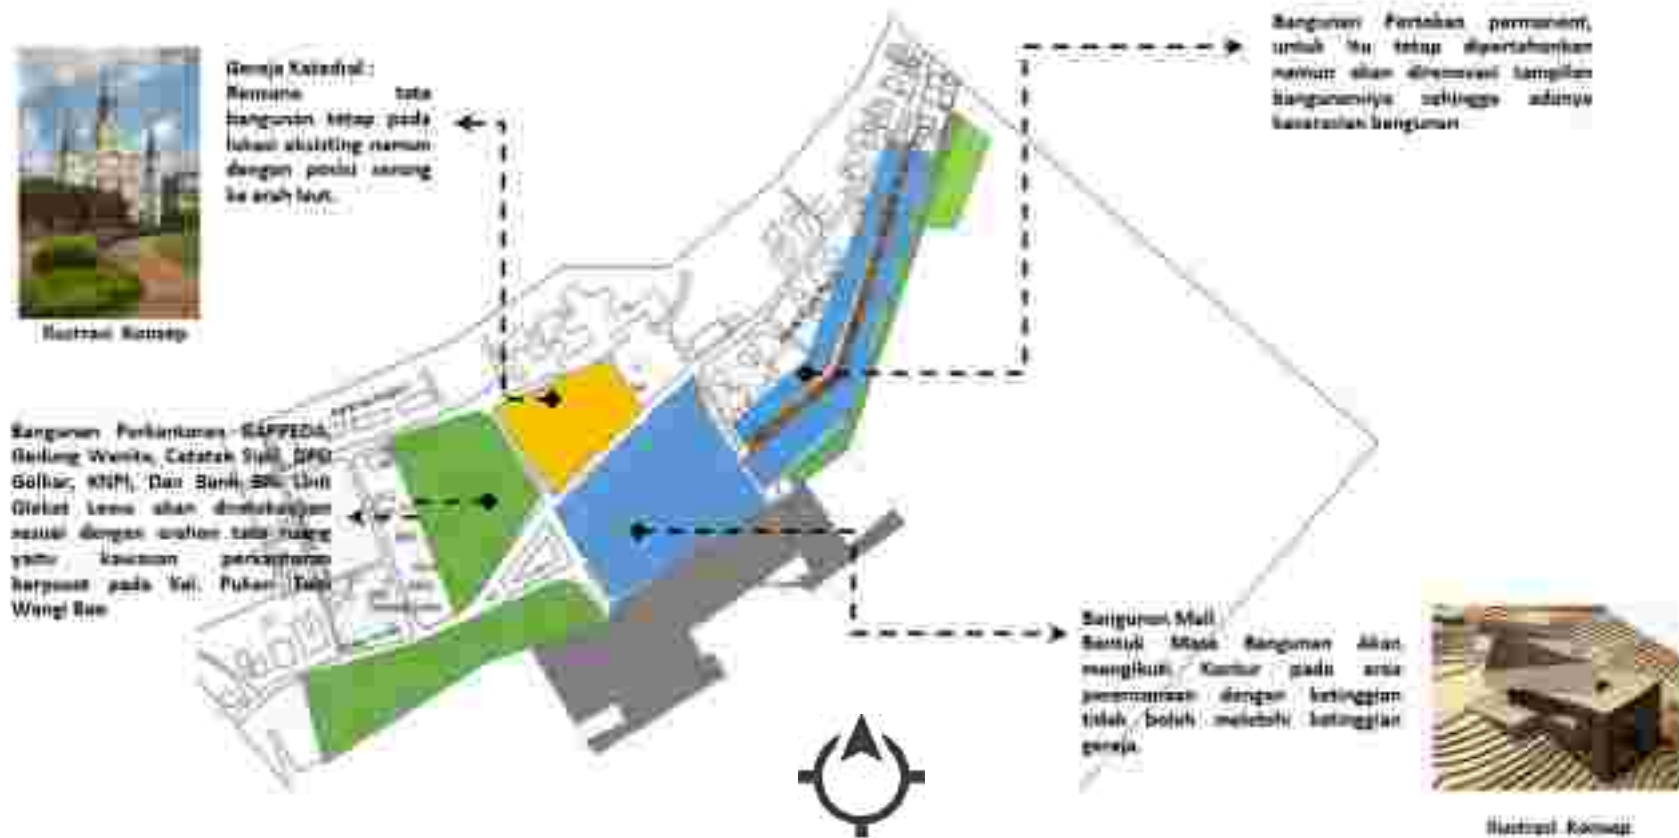 Gereja Katedral :
Rencana tata
bangunan tetap pada
lokasi eksisting namun
dengan posisi serong
ke arah laut.
Ilustrasi Konsep
Bangunan Pertokoan permanent,
untuk itu tetap dipertahankan
namun akan direnovasi tampilan
bangunannya sehingga adanya
keserasian bangunan
Bangunan Perkantoran BAPPEDA,
Gedung Wanita, Catatan Sipil, DPD
Golkar, KNPI, Dan Bank BRI Unit
akan direlokasikan
sesuai dengan arahan tata ruang
yaitu kawasan perkantoran
berpusat pada Kel. Pukan
Wangi Bao
Bangunan Mall
Bentuk Masa Bangunan Akan
mengikuti Kontur pada area
perencanaan dengan ketinggian
tidak boleh melebihi ketinggian
gereja.
Ilustrasi Konsep